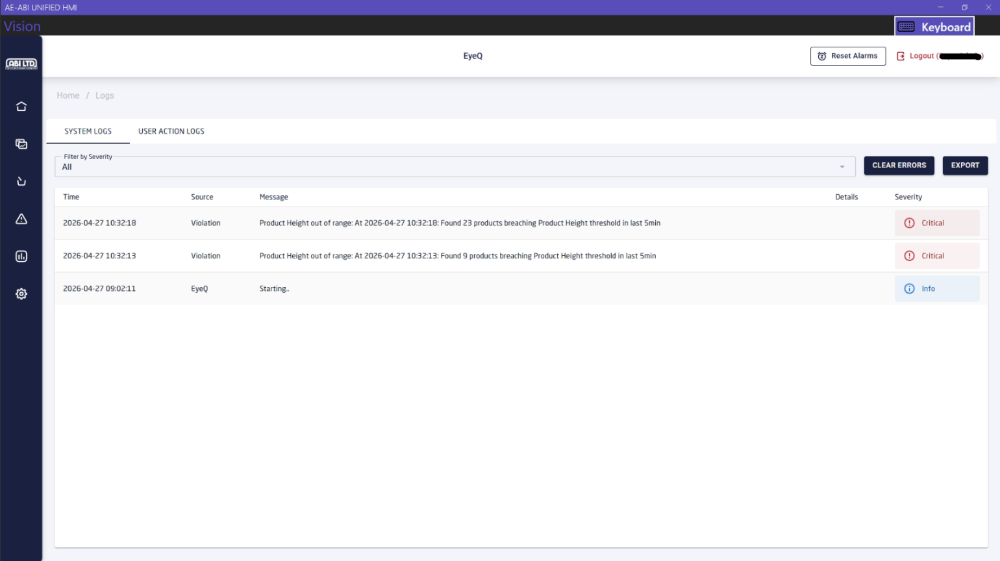 AE-ABI UNIFIED HMI
Vision
Keyboard
ABI LTD
EyeQ
Reset Alarms
Logout ( )
Home / Logs
SYSTEM LOGS USER ACTION LOGS
Filter by Severity
All
CLEAR ERRORS EXPORT
Time Source Message Details Severity
2026-04-27 10:32:18 Violation Product Height out of range: At 2026-04-27 10:32:18: Found 23 products breaching Product Height threshold in last 5min Critical
2026-04-27 10:32:13 Violation Product Height out of range: At 2026-04-27 10:32:13: Found 9 products breaching Product Height threshold in last 5min Critical
2026-04-27 09:02:11 EyeQ Starting.. Info